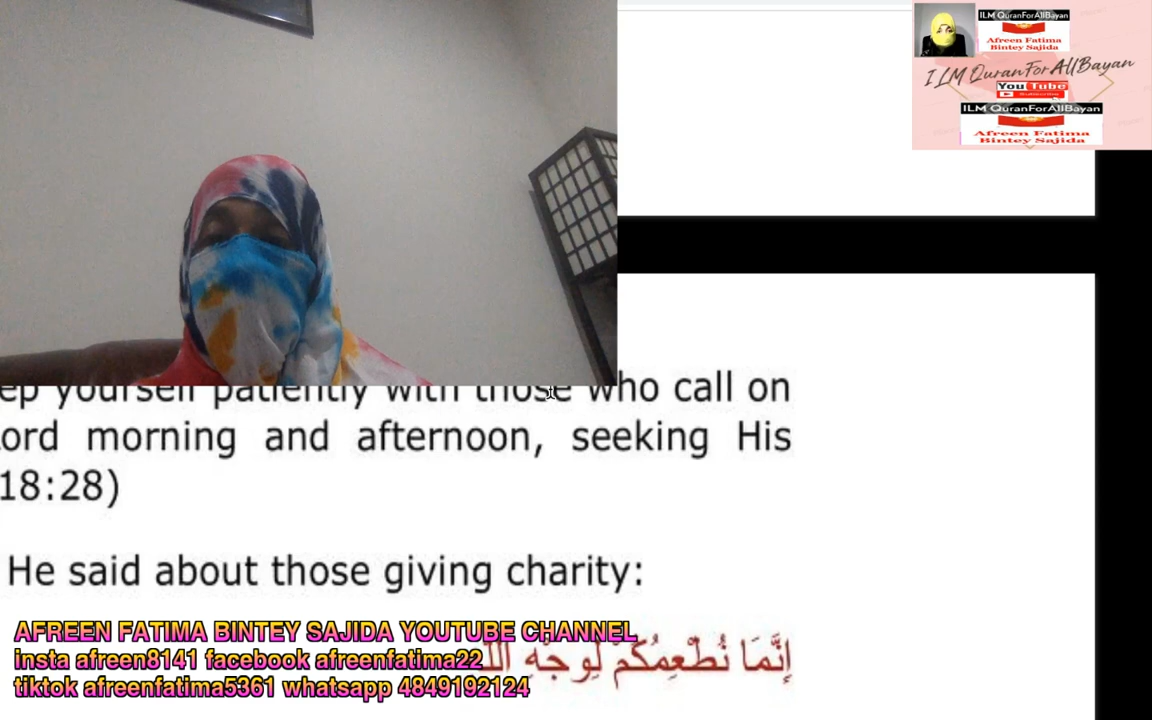 ILM QuranForAllBayan
Afreen Fatima
Bintey Sajida
ILM QuranForAllBayan
YouTube
ILM QuranForAllBayan
Afreen Fatima
Bintey Sajida
ep yourself patiently with those who call on
ord morning and afternoon, seeking His
18:28)
He said about those giving charity:
إِنَّمَا نُطْعِمُكُمْ لِوَجْهِ
AFREEN FATIMA BINTEY SAJIDA YOUTUBE CHANNEL
insta afreen8141 facebook afreenfatima22
tiktok afreenfatima5361 whatsapp 4849192124